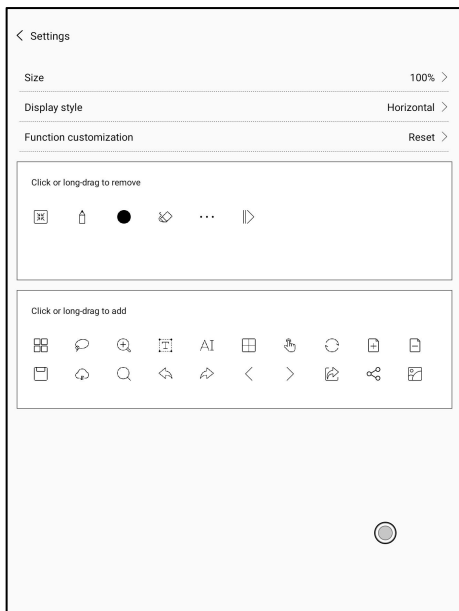 Settings
Size 100%
Display style Horizontal
Function customization Reset
Click or long-drag to remove
Click or long-drag to add
T AI